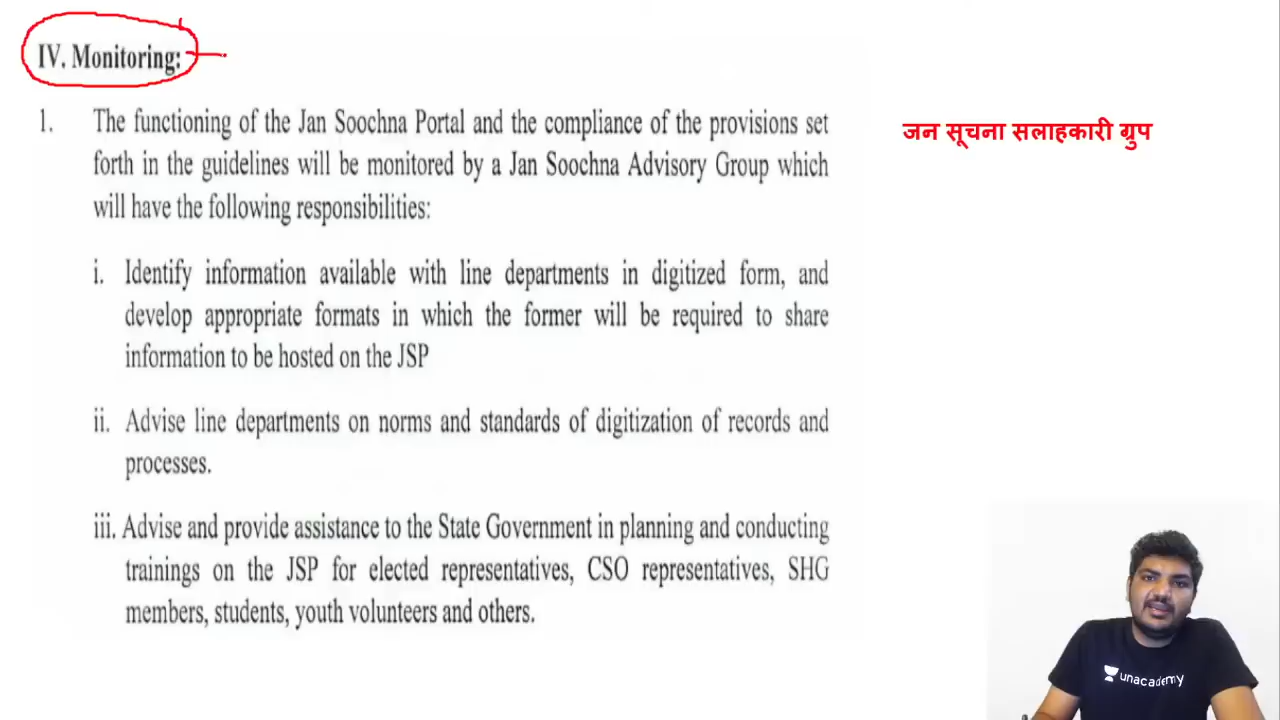 IV. Monitoring:
1. The functioning of the Jan Soochna Portal and the compliance of the provisions set
forth in the guidelines will be monitored by a Jan Soochna Advisory Group which
will have the following responsibilities:
i. Identify information available with line departments in digitized form, and
develop appropriate formats in which the former will be required to share
information to be hosted on the JSP
ii. Advise line departments on norms and standards of digitization of records and
processes.
iii. Advise and provide assistance to the State Government in planning and conducting
trainings on the JSP for elected representatives, CSO representatives, SHG
members, students, youth volunteers and others.
जन सूचना सलाहकारी ग्रुप
unacademy